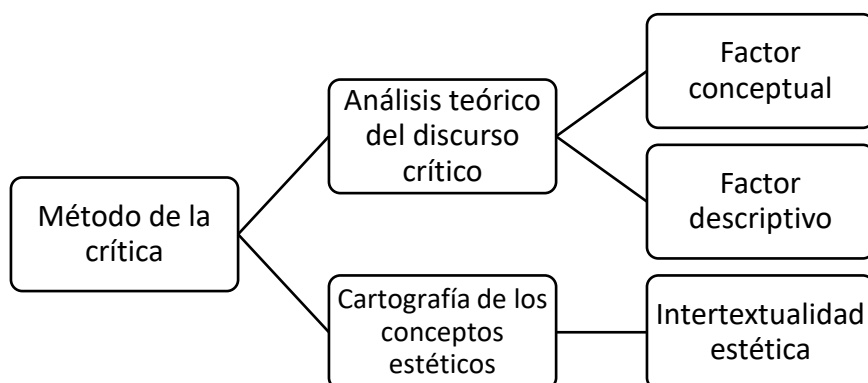 Método de la
crítica
Análisis teórico
del discurso
crítico
Factor
conceptual
Factor
descriptivo
Cartografía de los
conceptos
estéticos
Intertextualidad
estética